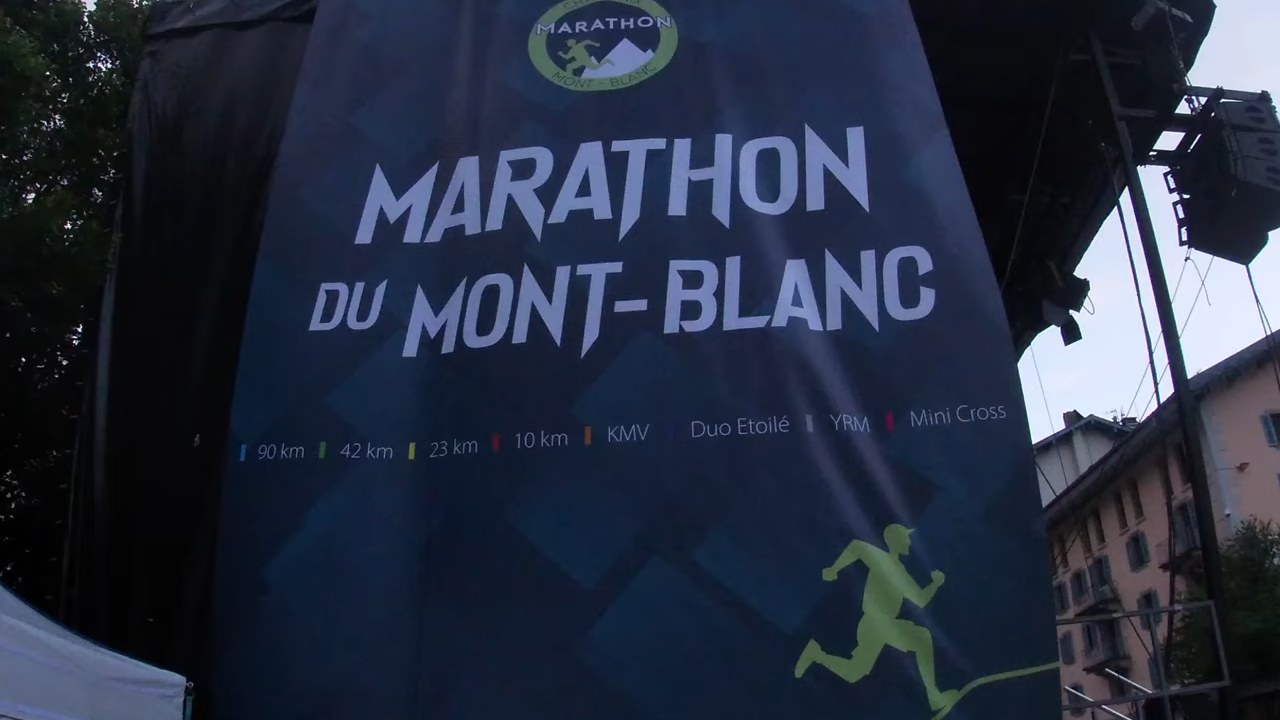 MARATHON
MONT - BLANC
MARATHON
DU MONT-BLANC
90 km 42 km 23 km 10 km KMV Duo Etoilé YRM Mini Cross